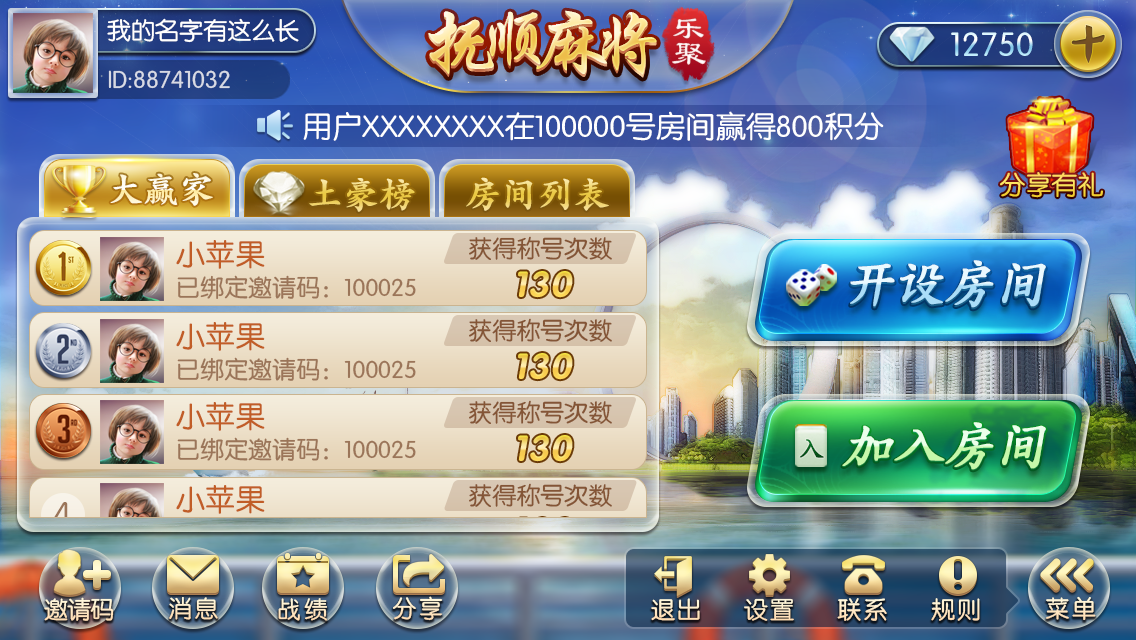 我的名字有这么长
ID:88741032
抚顺麻将
乐聚
12750
用户XXXXXXXX在100000号房间赢得800积分
分享有礼
大赢家
土豪榜
房间列表
1ST
小苹果
已绑定邀请码：100025
获得称号次数
130
2ND
小苹果
已绑定邀请码：100025
获得称号次数
130
3RD
小苹果
已绑定邀请码：100025
获得称号次数
130
4
小苹果
获得称号次数
开设房间
入
加入房间
邀请码
消息
战绩
分享
退出
设置
联系
规则
菜单